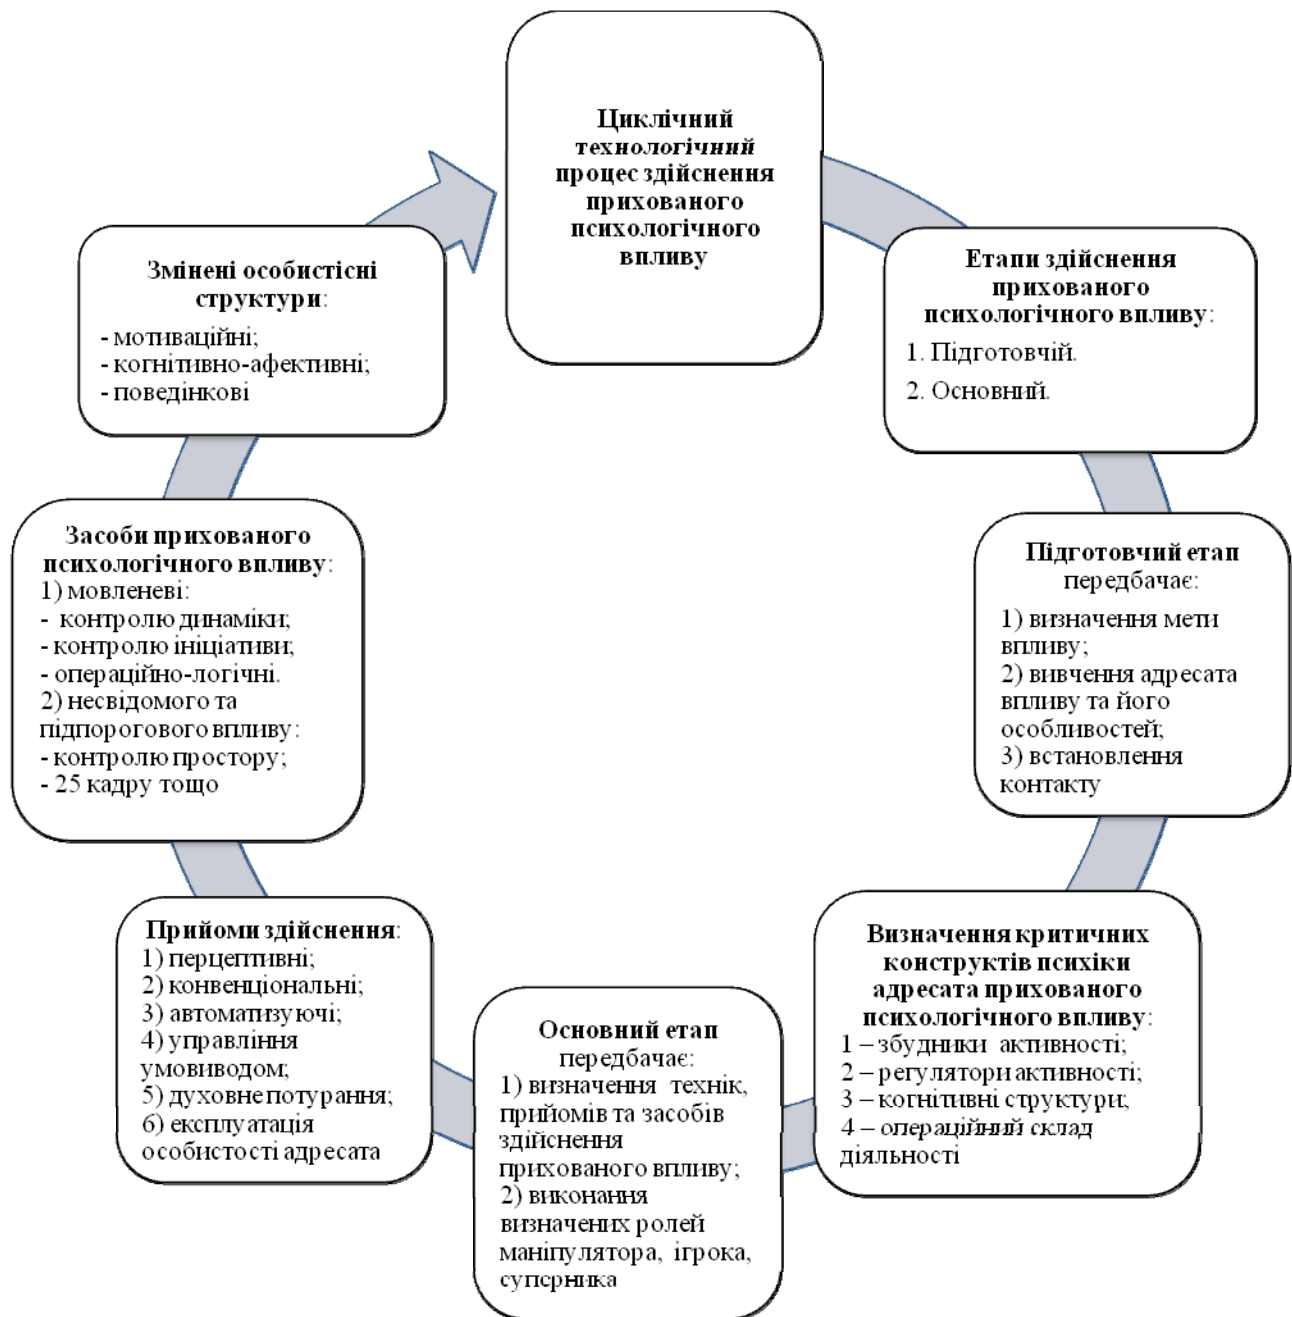 Циклічний
технологічний
процес здійснення
прихованого
психологічного
впливу
Етапи здійснення
прихованого
психологічного впливу:
1. Підготовчій.
2. Основний.
Підготовчий етап
передбачає:
1) визначення мети
впливу;
2) вивчення адресата
впливу та його
особливостей;
3) встановлення
контакту
Визначення критичних
конструктів психіки
адресата прихованого
психологічного впливу:
1 – збудники активності;
2 – регулятори активності;
3 – когнітивні структури;
4 – операційний склад
діяльності
Основний етап
передбачає:
1) визначення технік,
прийомів та засобів
здійснення
прихованого впливу;
2) виконання
визначених ролей
маніпулятора, ігрока,
суперника
Прийоми здійснення:
1) перцептивні;
2) конвенціональні;
3) автоматизуючі;
4) управління
умовиводом;
5) духовне потурання;
6) експлуатація
особистості адресата
Засоби прихованого
психологічного впливу:
1) мовленеві:
- контролю динаміки;
- контролю ініціативи;
- операційно-логічні.
2) несвідомого та
підпорогового впливу:
- контролю простору;
- 25 кадру тощо
Змінені особистісні
структури:
- мотиваційні;
- когнітивно-афективні;
- поведінкові